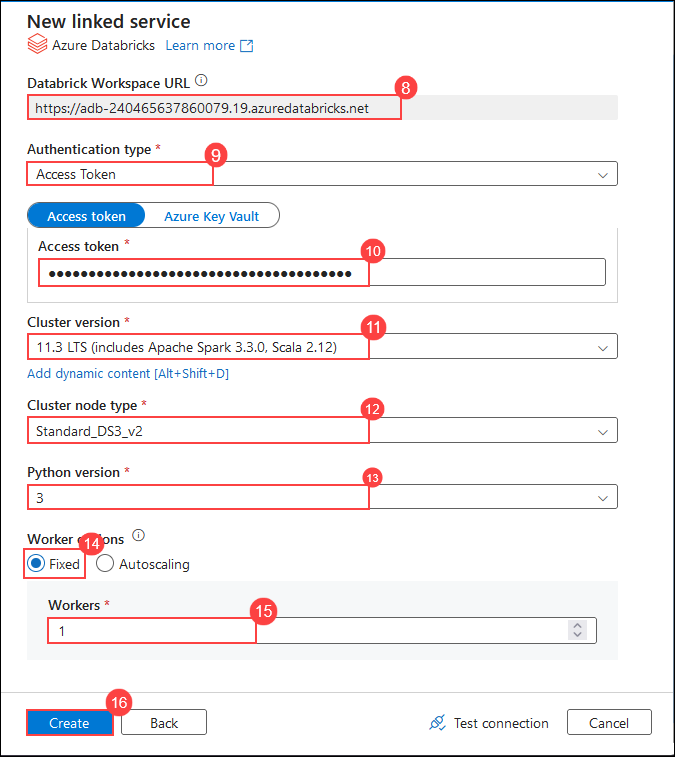 New linked service
Azure Databricks Learn more
Databrick Workspace URL
8
https://adb-240465637860079.19.azuredatabricks.net
Authentication type *
9
Access Token
Access token Azure Key Vault
Access token *
10
••••••••••••••••••••••••••••••••••••••
Cluster version *
11
11.3 LTS (includes Apache Spark 3.3.0, Scala 2.12)
Add dynamic content [Alt+Shift+D]
Cluster node type *
12
Standard_DS3_v2
Python version *
13
3
Worker options
14
Fixed Autoscaling
Workers *
15
1
16
Create Back Test connection Cancel